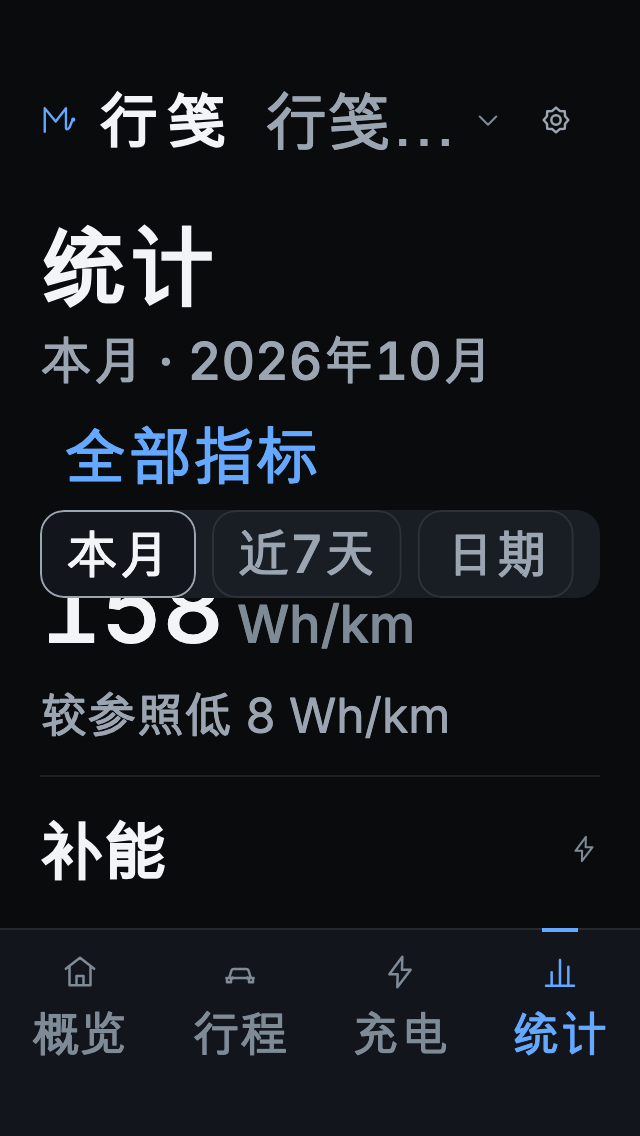 行笺 行笺...
统计
本月 · 2026年10月
全部指标
本月 近7天 日期
158 Wh/km
较参照低 8 Wh/km
补能
概览 行程 充电 统计